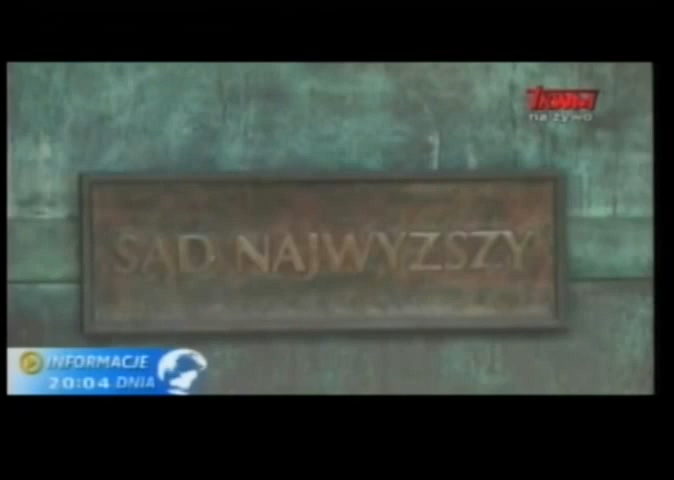 TRWAM
na żywo
SĄD NAJWYŻSZY
INFORMACJE
20:04 DNIA